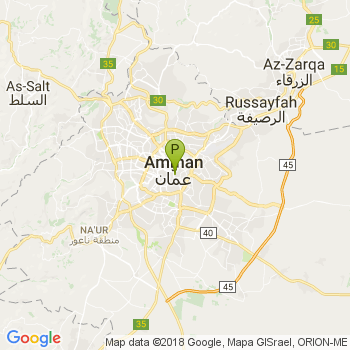 25
35
Az-Zarqa
الزرقاء
15
As-Salt
السلط
30
Russayfah
الرصيفة
P
Amman
عمان
45
NA'UR
منطقة ناعور
40
45
35
Google
Map data ©2018 Google, Mapa GISrael, ORION-ME